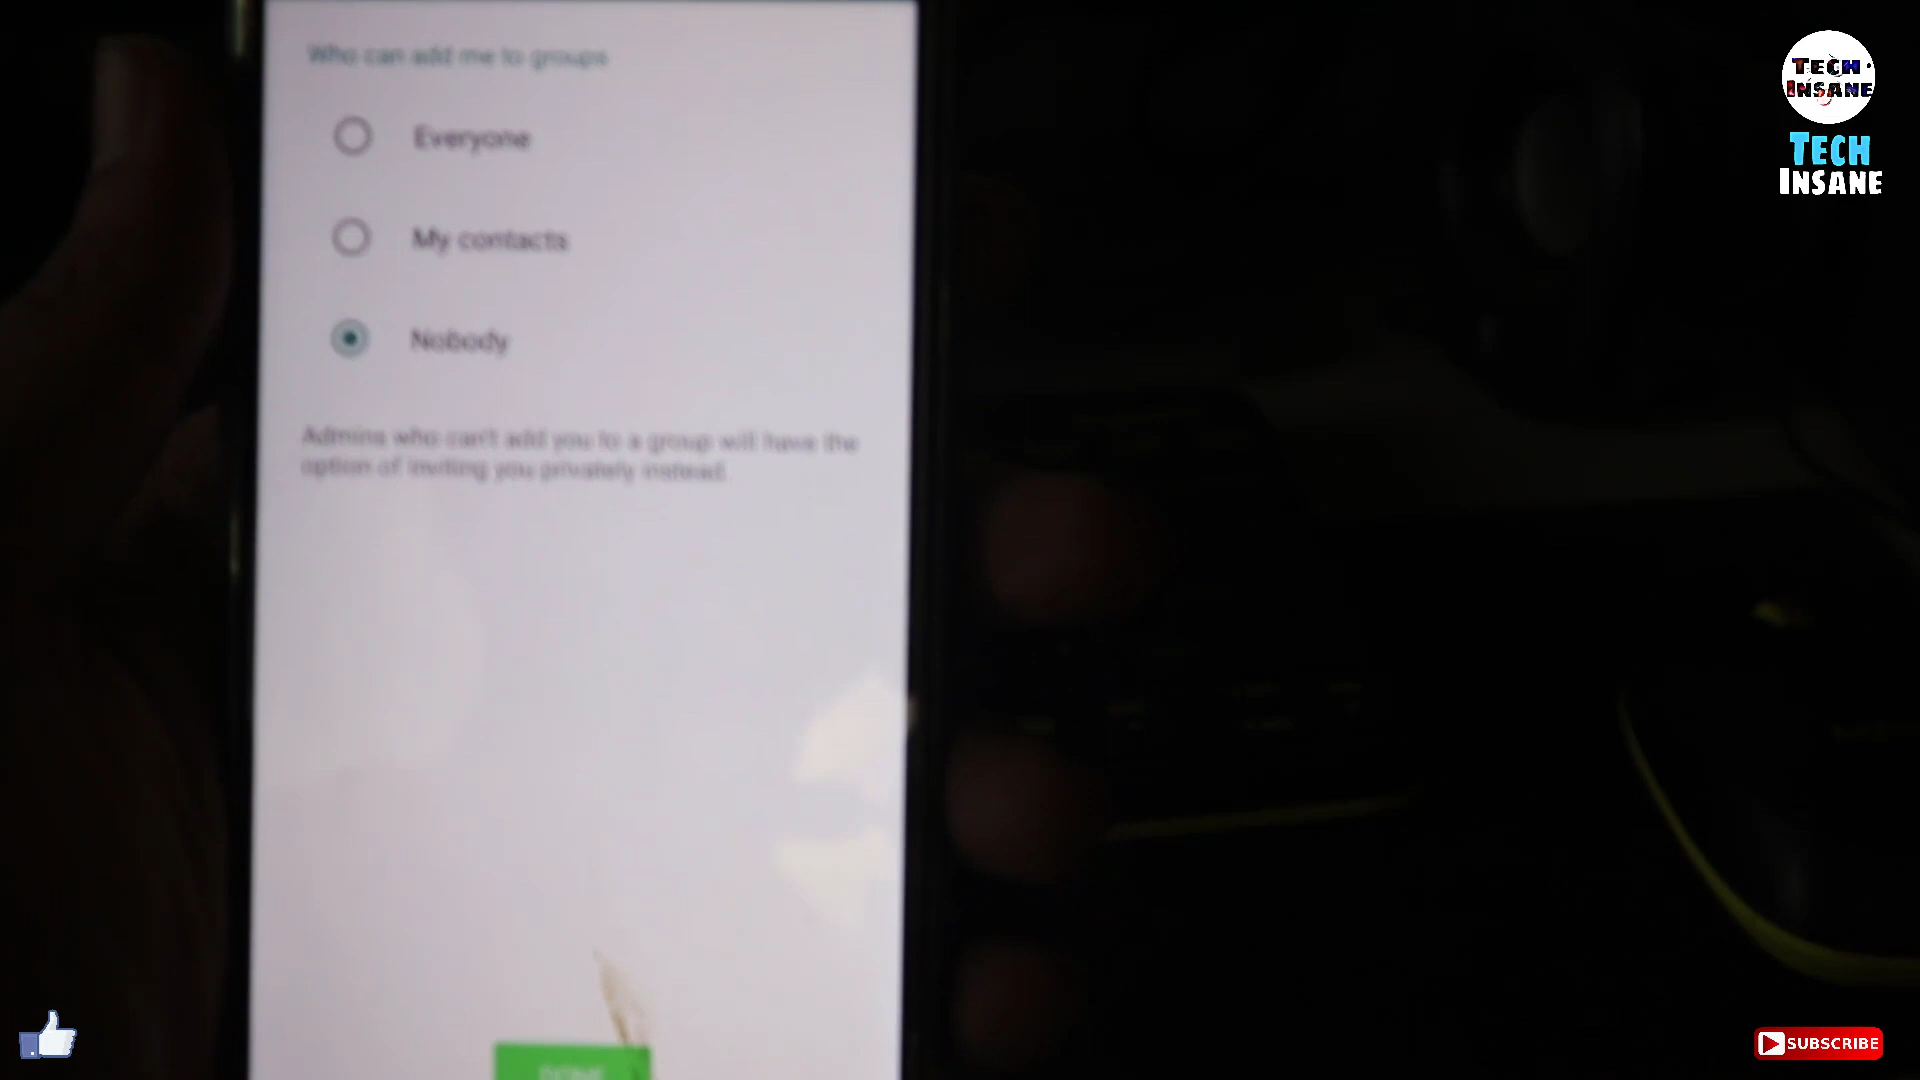 Who can add me to groups
Everyone
My contacts
Nobody
Admins who can't add you to a group will have the
option of inviting you privately instead.
DONE
TECH
INSANE
TECH
INSANE
SUBSCRIBE